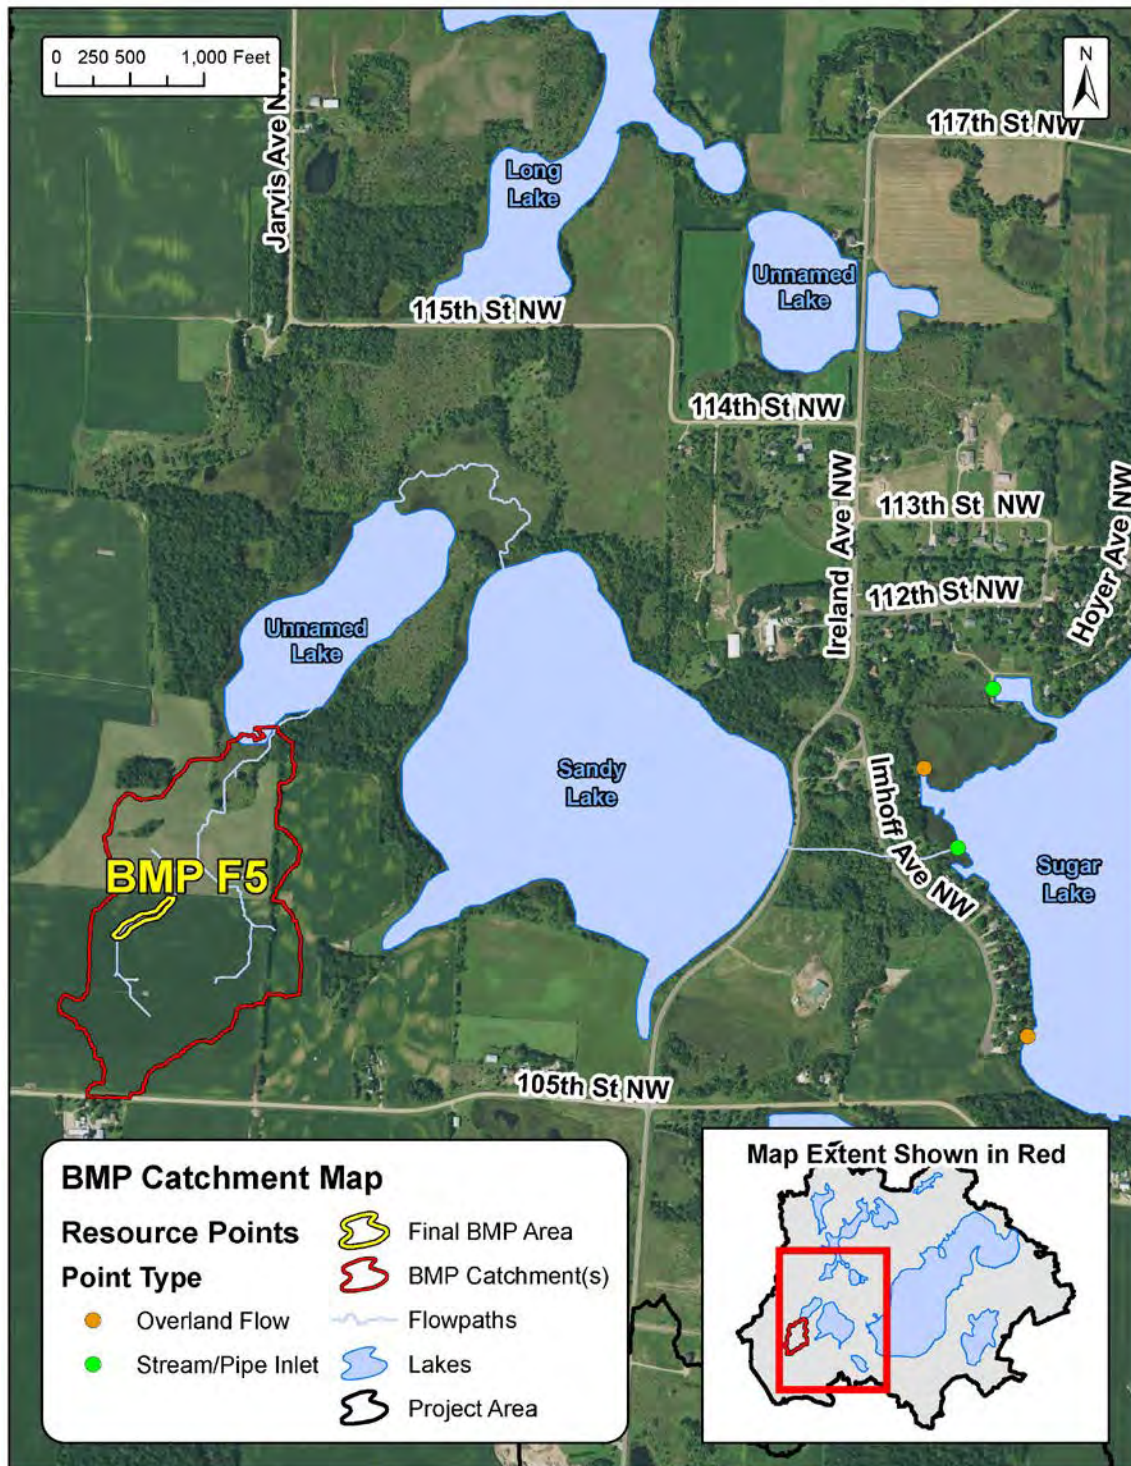 0 250 500 1,000 Feet
N
117th St NW
Jarvis Ave NW
Long
Lake
Unnamed
Lake
115th St NW
114th St NW
Ireland Ave NW
113th St NW
Hoyer Ave NW
112th St NW
Unnamed
Lake
Sandy
Lake
Imhoff Ave NW
BMP F5
Sugar
Lake
105th St NW
BMP Catchment Map
Resource Points
Point Type
Overland Flow
Stream/Pipe Inlet
Final BMP Area
BMP Catchment(s)
Flowpaths
Lakes
Project Area
Map Extent Shown in Red